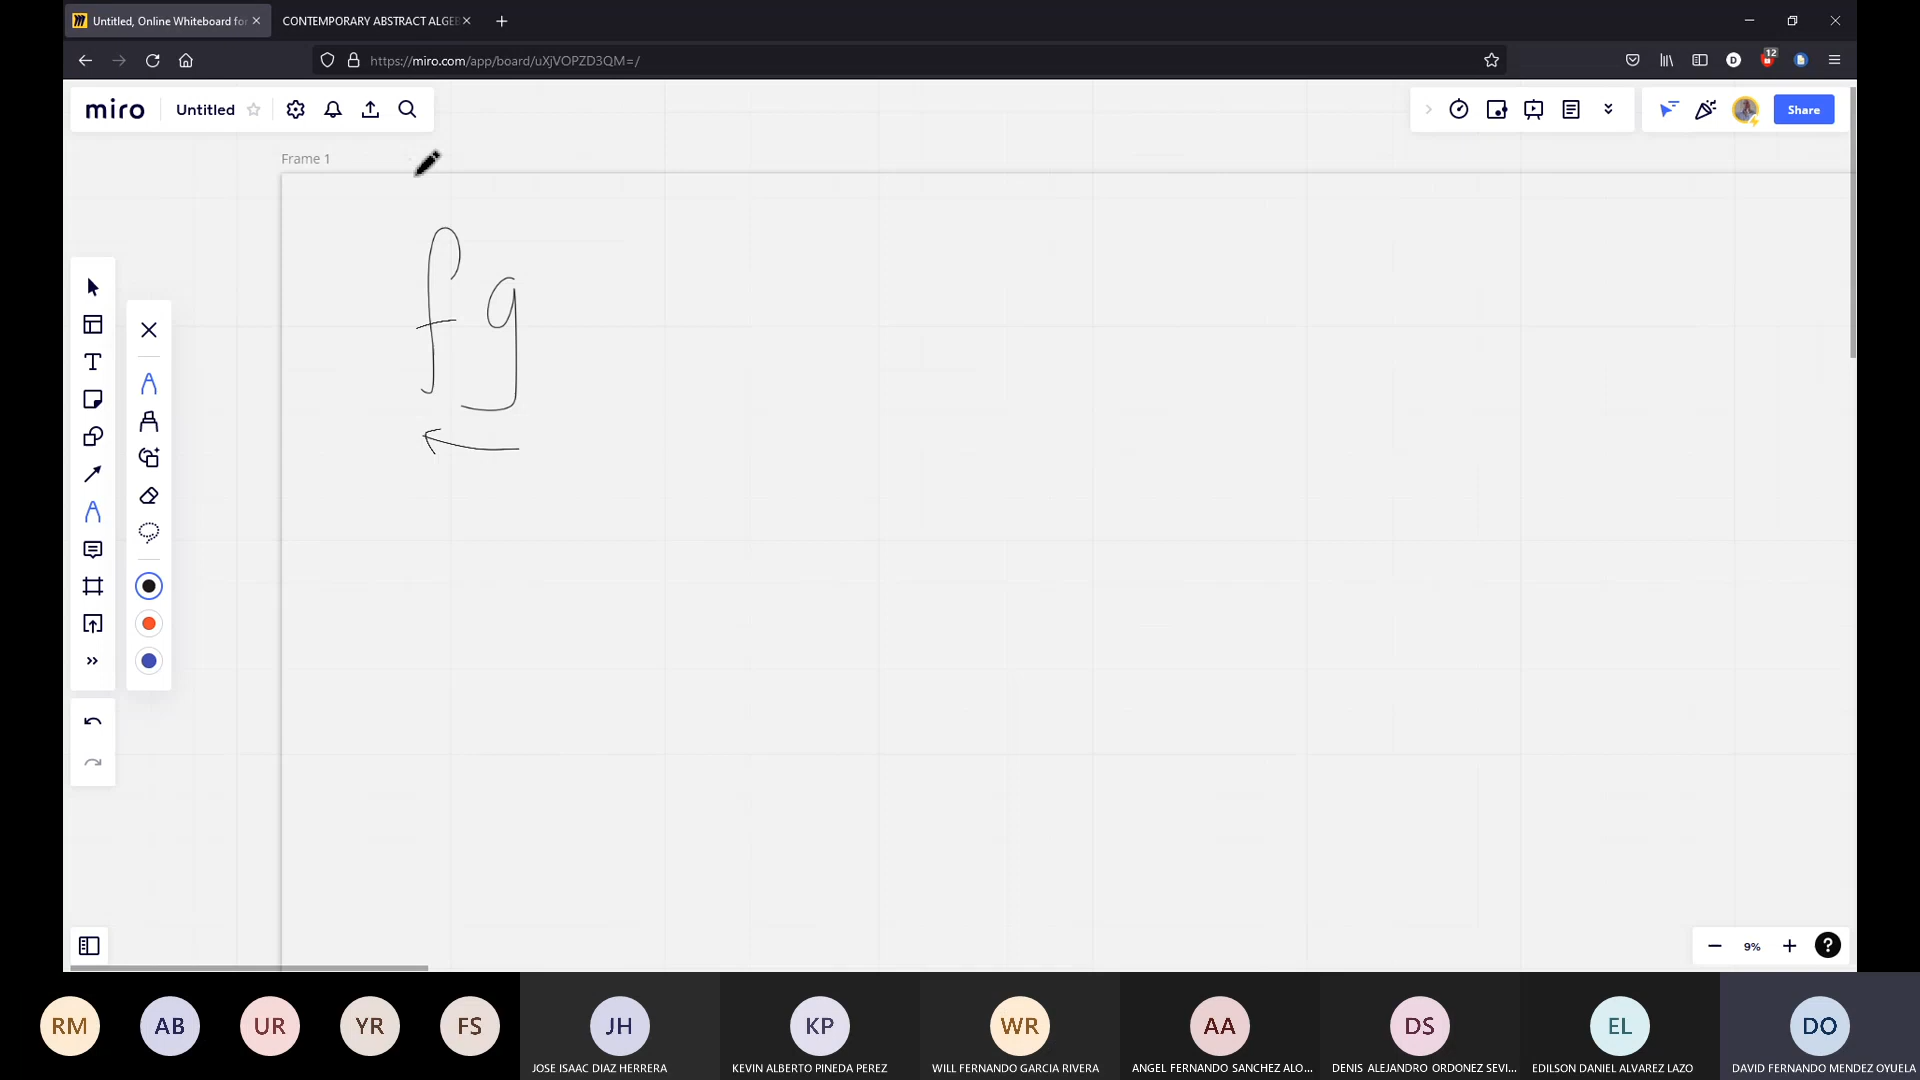 Untitled, Online Whiteboard for
CONTEMPORARY ABSTRACT ALGEB
https://miro.com/app/board/uXjVOPZD3QM=/
12
D
miro
Untitled
Share
Frame 1
fg
9%
RM
AB
UR
YR
FS
JH
KP
WR
AA
DS
EL
DO
JOSE ISAAC DIAZ HERRERA
KEVIN ALBERTO PINEDA PEREZ
WILL FERNANDO GARCIA RIVERA
ANGEL FERNANDO SANCHEZ ALO...
DENIS ALEJANDRO ORDONEZ SEVI...
EDILSON DANIEL ALVAREZ LAZO
DAVID FERNANDO MENDEZ OYUELA